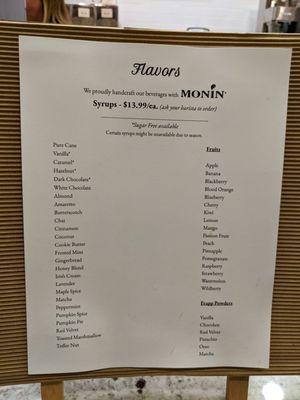 Flavors
We proudly handcraft our beverages with MONIN®
Syrups - $13.99/ea. (ask your barista to order)
*Sugar Free available
Certain syrups might be unavailable due to season.
Pure Cane
Vanilla*
Caramel*
Hazelnut*
Dark Chocolate*
White Chocolate
Almond
Amaretto
Butterscotch
Chai
Cinnamon
Coconut
Cookie Butter
Frosted Mint
Gingerbread
Honey Blend
Irish Cream
Lavender
Maple Spice
Matcha
Peppermint
Pumpkin Spice
Pumpkin Pie
Red Velvet
Toasted Marshmallow
Toffee Nut
Fruits
Apple
Banana
Blackberry
Blood Orange
Blueberry
Cherry
Kiwi
Lemon
Mango
Passion Fruit
Peach
Pineapple
Pomegranate
Raspberry
Strawberry
Watermelon
Wildberry
Frapp Powders
Vanilla
Chocolate
Red Velvet
Pistachio
Oreo
Matcha